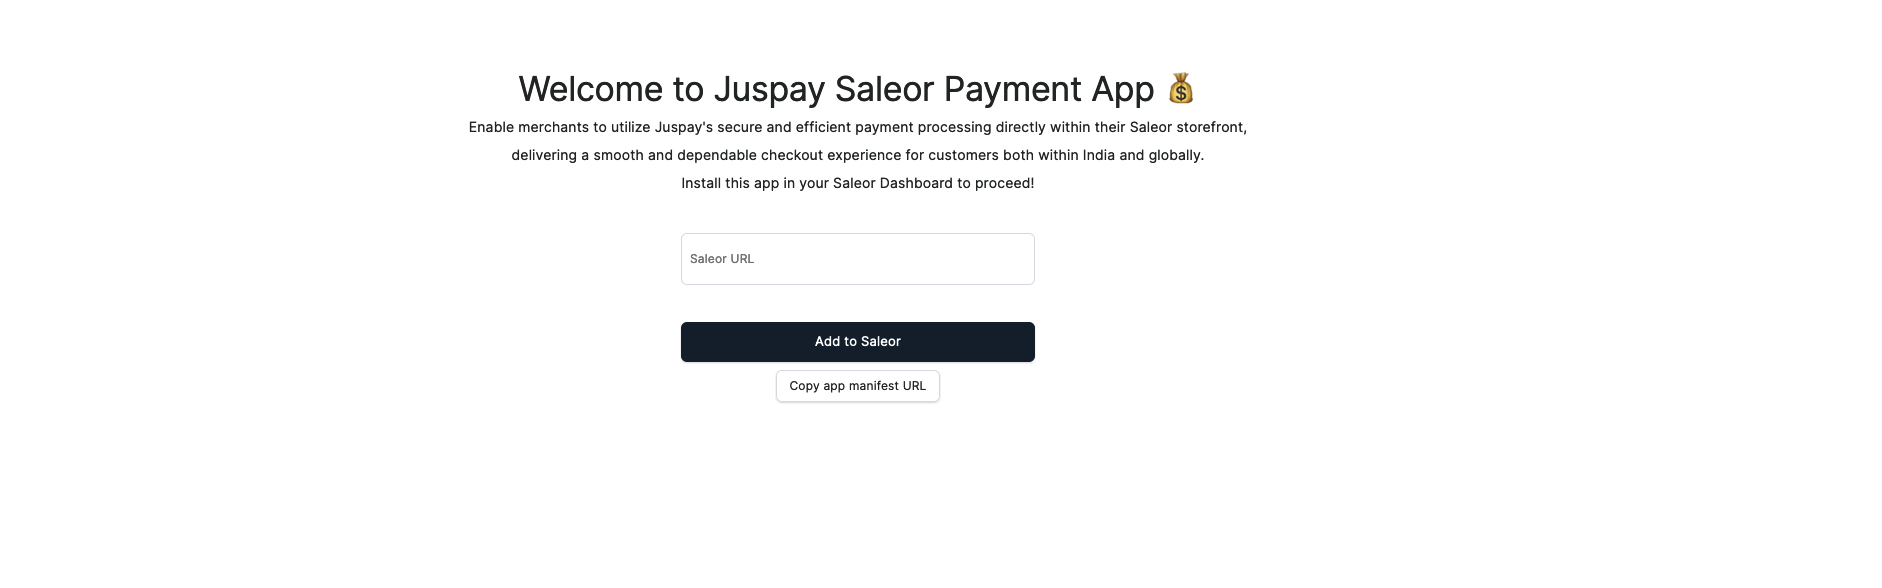 Welcome to Juspay Saleor Payment App 💰
Enable merchants to utilize Juspay's secure and efficient payment processing directly within their Saleor storefront,
delivering a smooth and dependable checkout experience for customers both within India and globally.
Install this app in your Saleor Dashboard to proceed!
Saleor URL
Add to Saleor
Copy app manifest URL